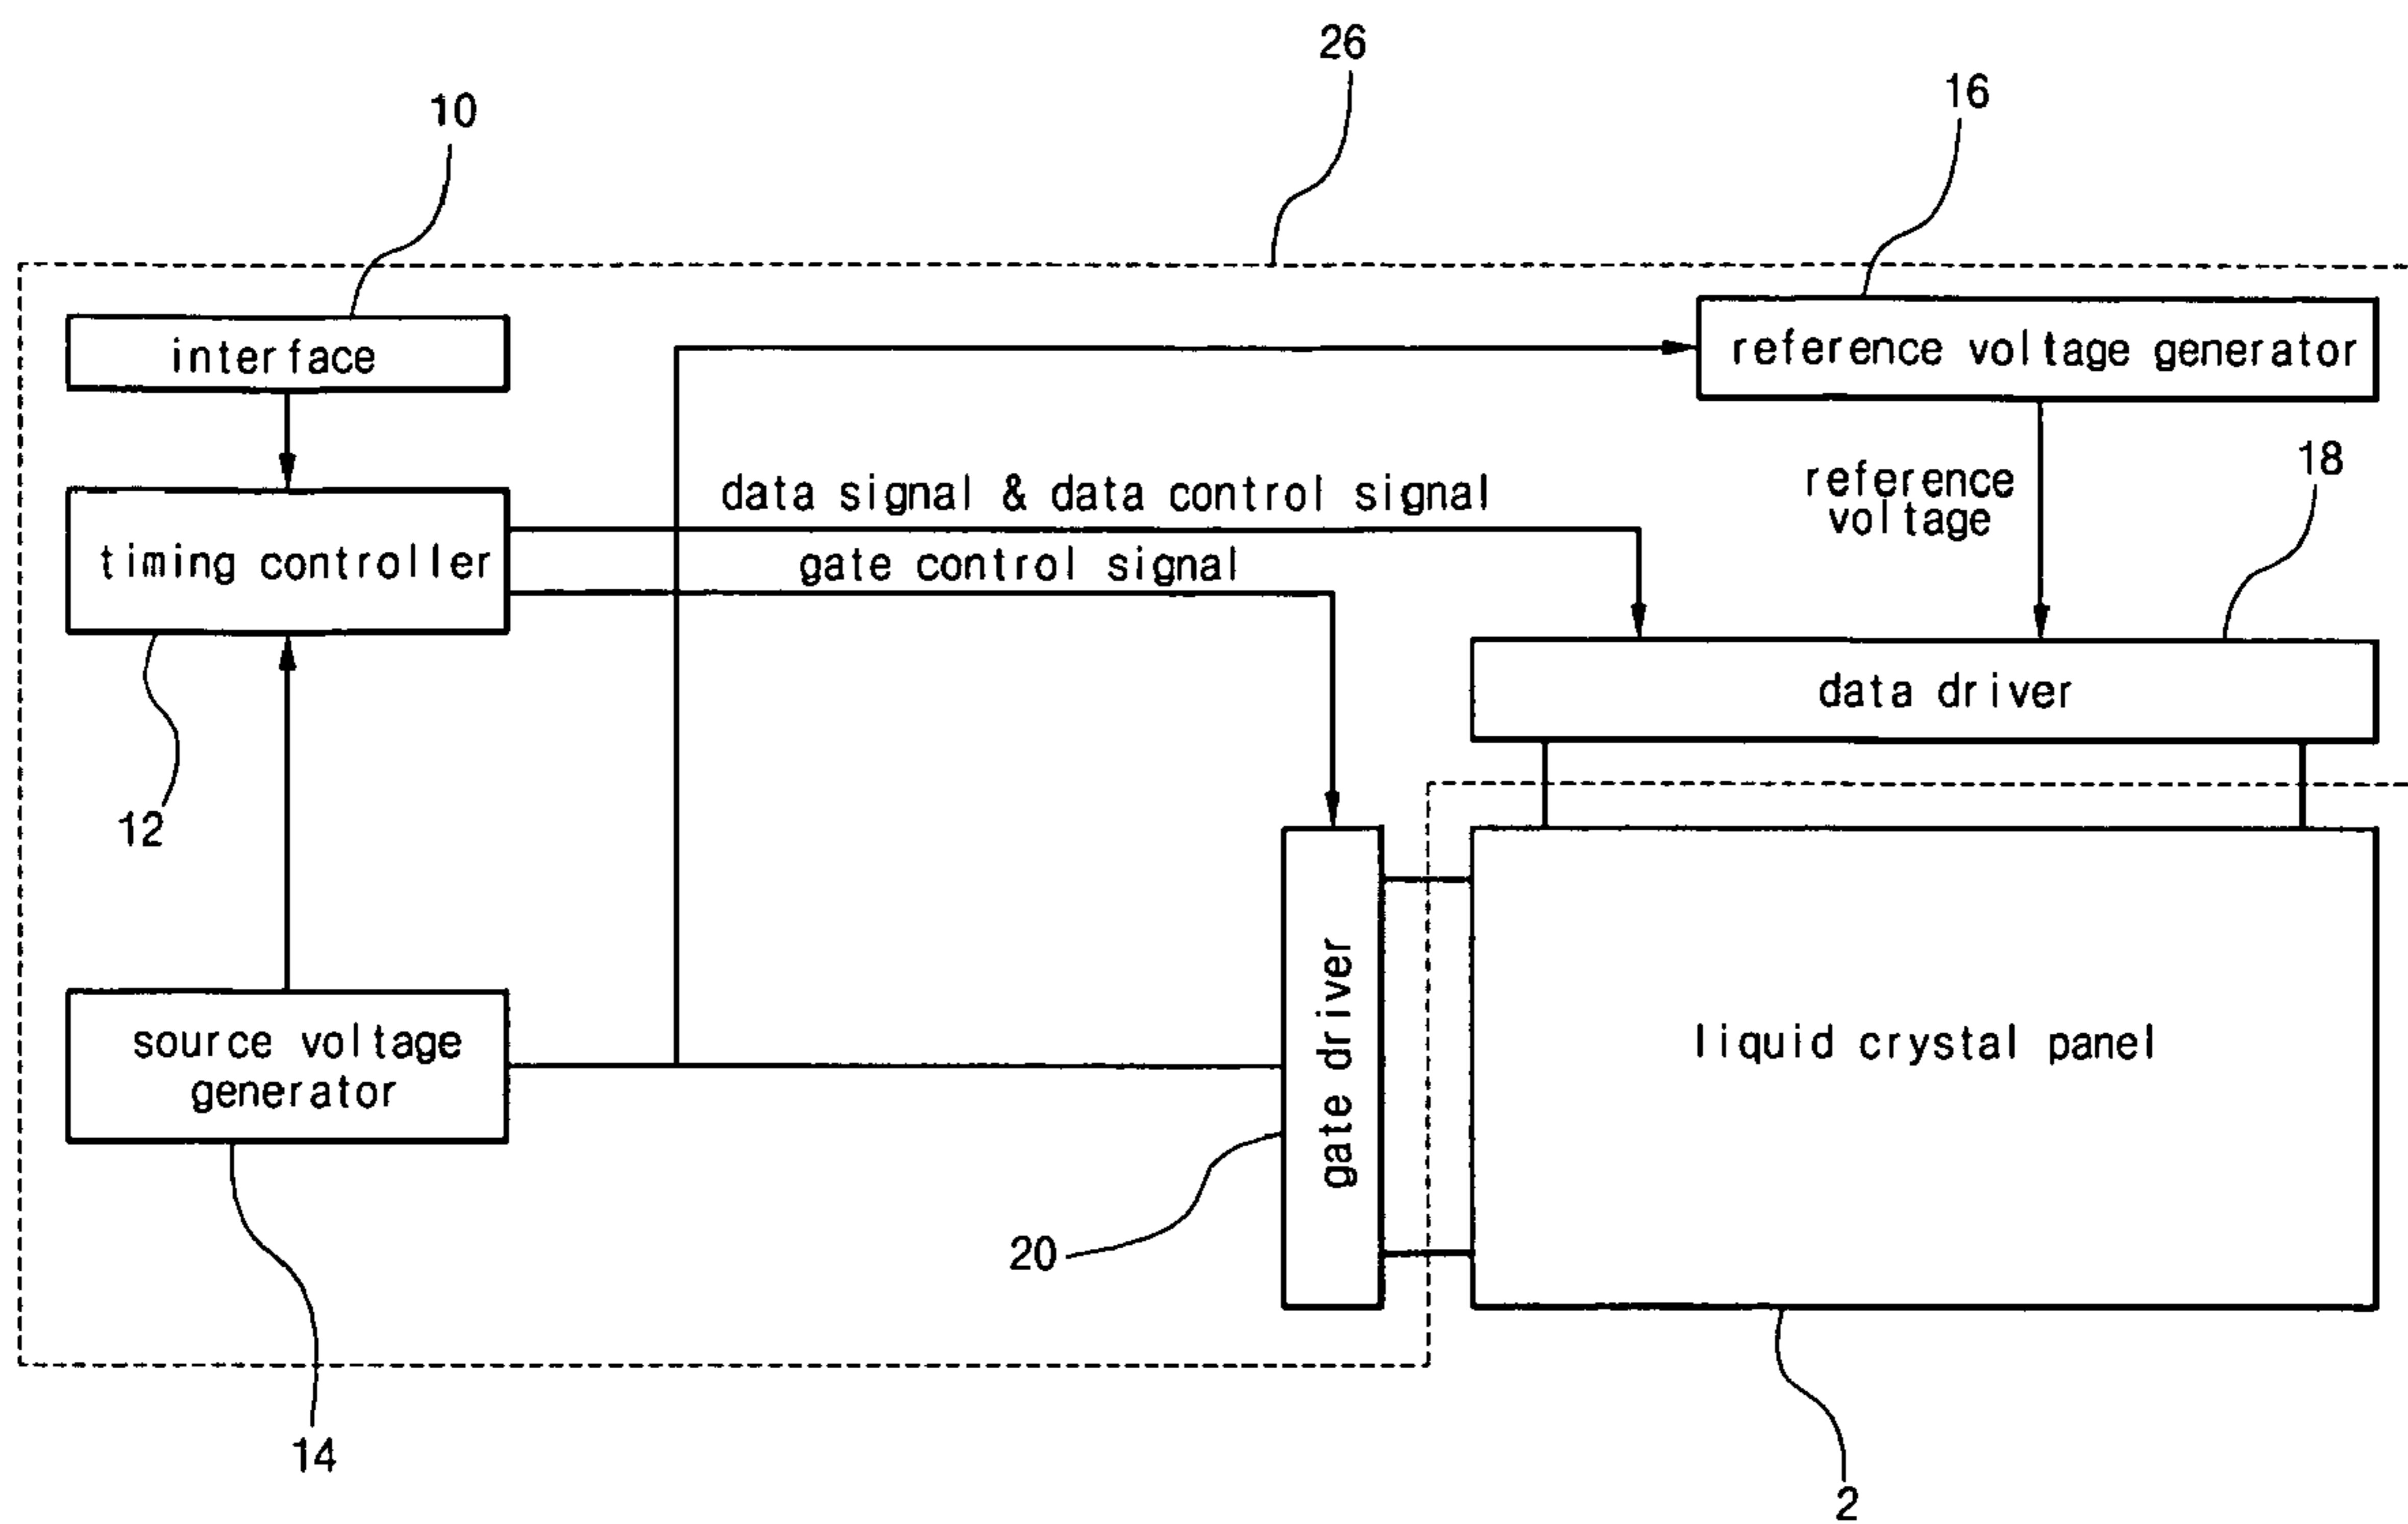 26
16
10
interface
reference voltage generator
18
data signal & data control signal
reference
voltage
timing controller
gate control signal
data driver
12
gate driver
source voltage
generator
liquid crystal panel
20
14
2